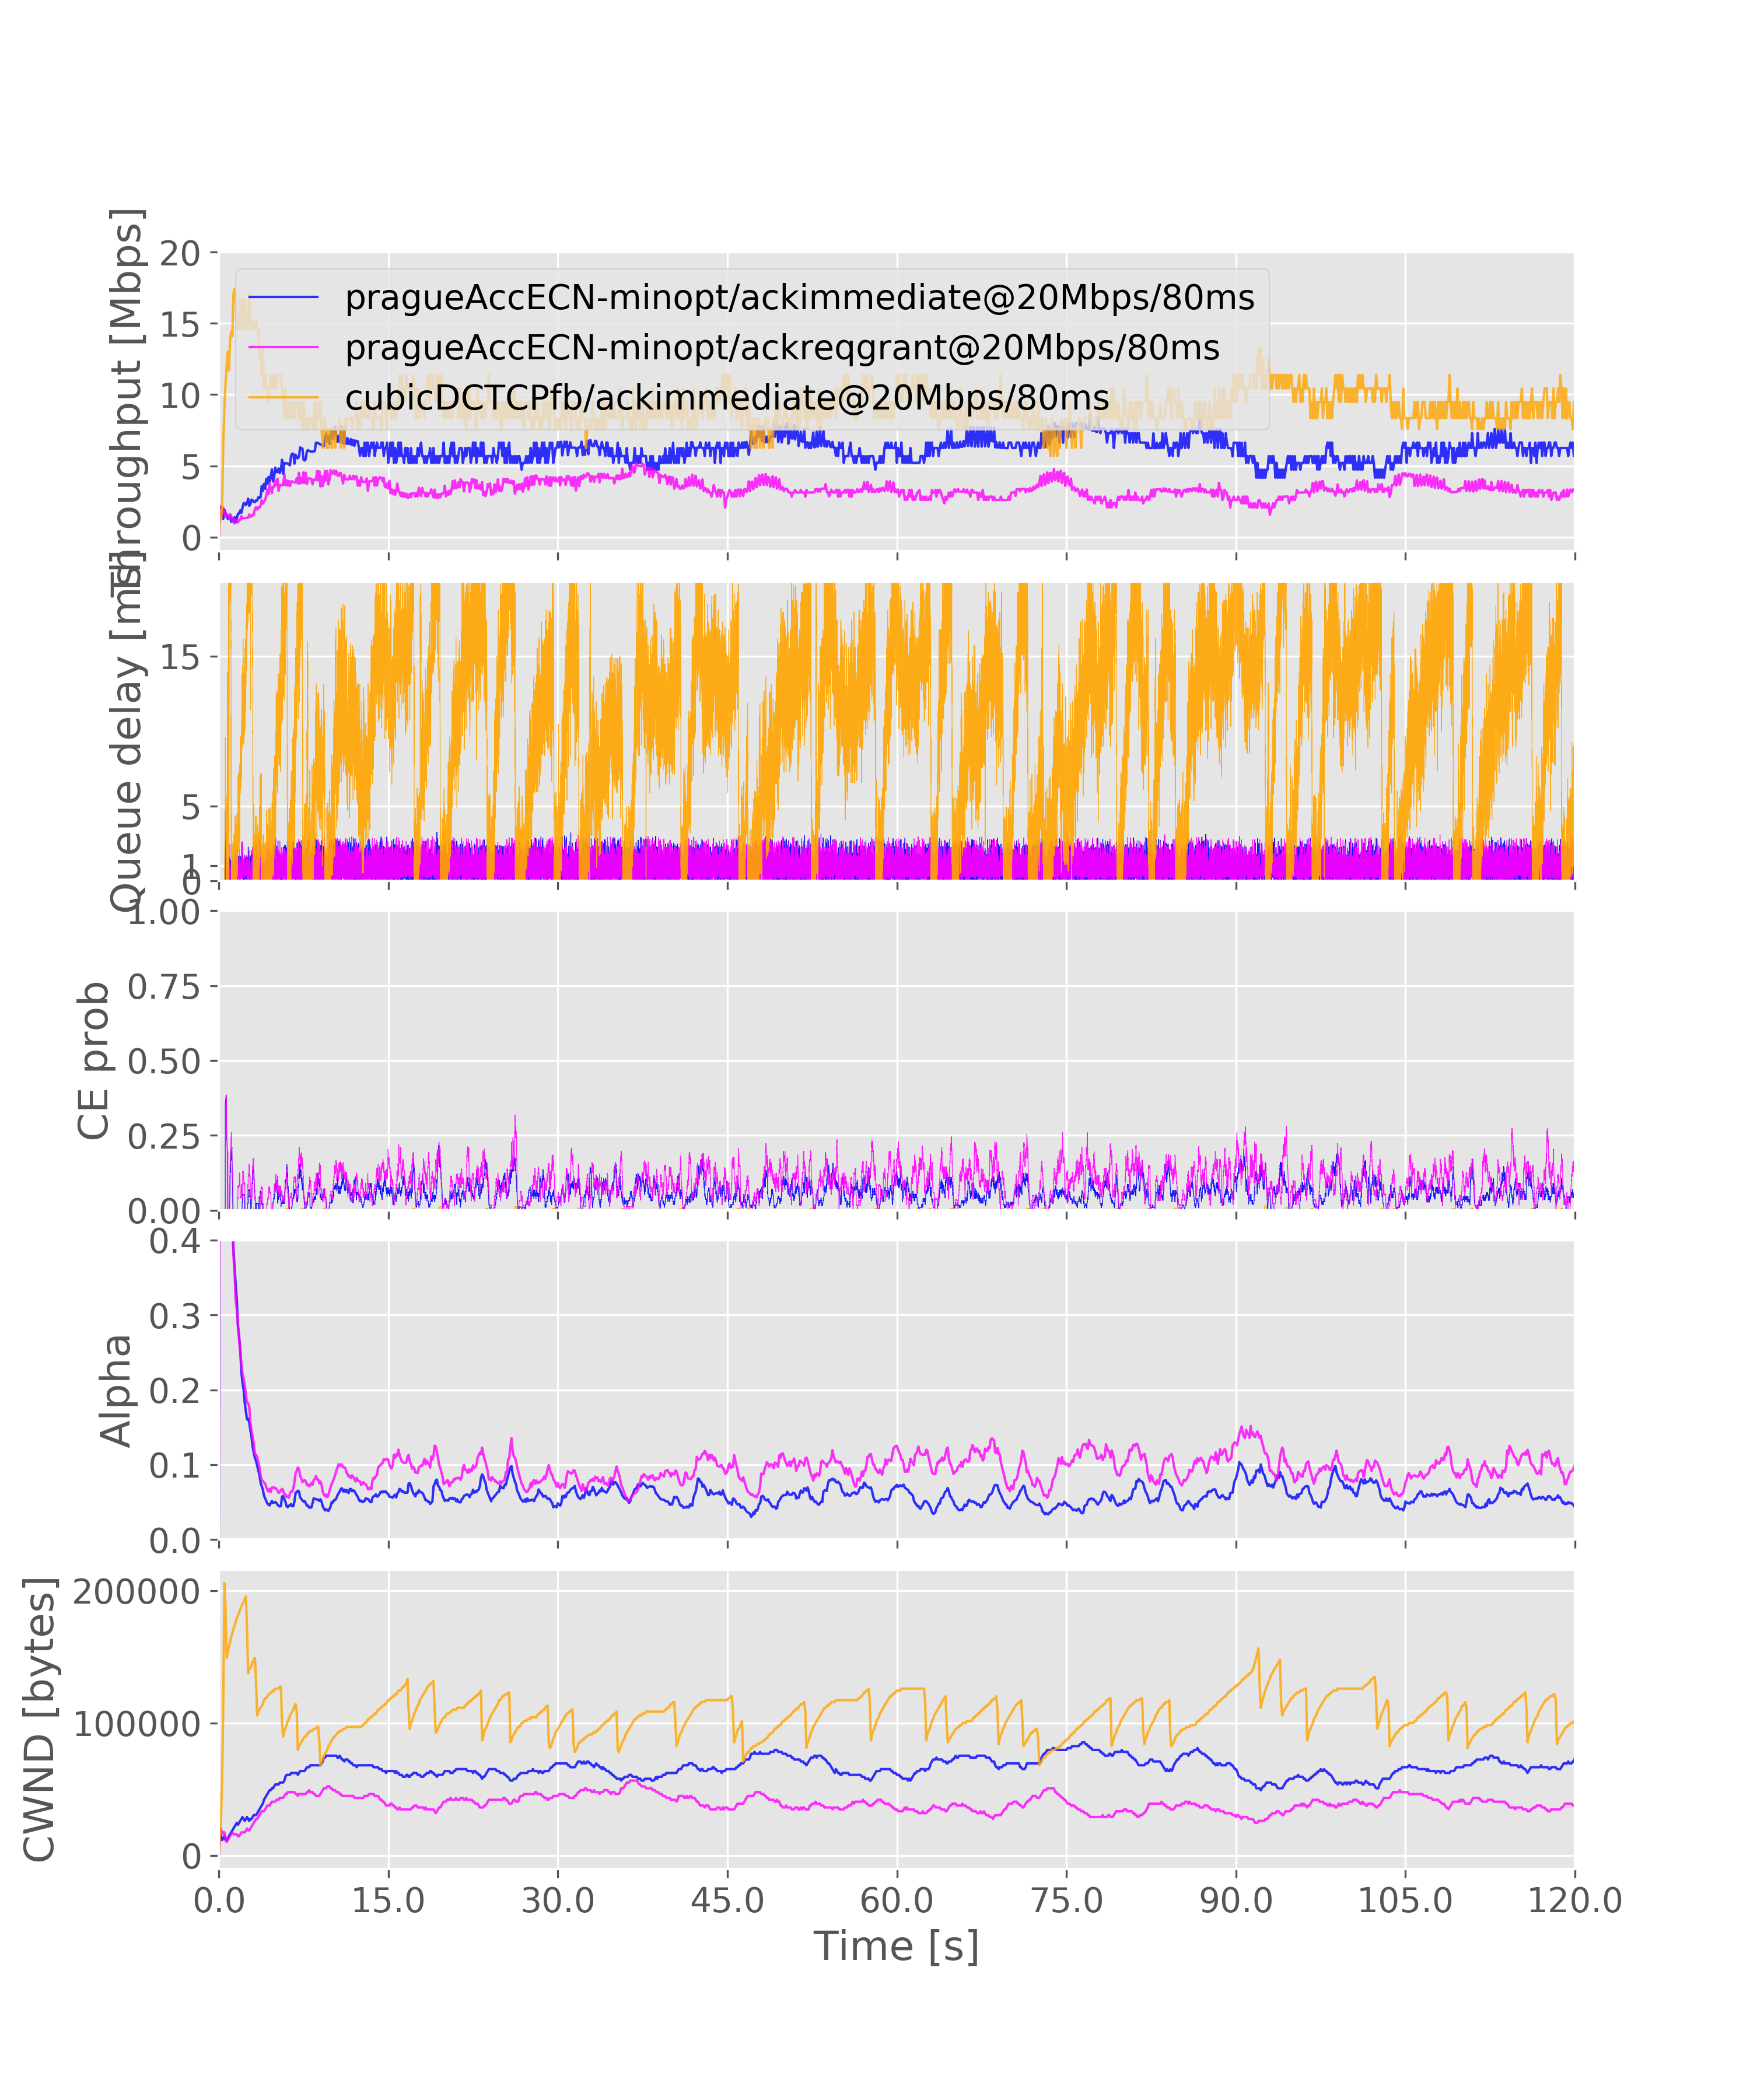 Throughput [Mbps]
20
15
10
5
0
pragueAccECN-minopt/ackimmediate@20Mbps/80ms
pragueAccECN-minopt/ackreqgrant@20Mbps/80ms
cubicDCTCPfb/ackimmediate@20Mbps/80ms
Queue delay [ms]
15
5
1
0
CE prob
1.00
0.75
0.50
0.25
0.00
Alpha
0.4
0.3
0.2
0.1
0.0
CWND [bytes]
200000
100000
0
0.0 15.0 30.0 45.0 60.0 75.0 90.0 105.0 120.0
Time [s]